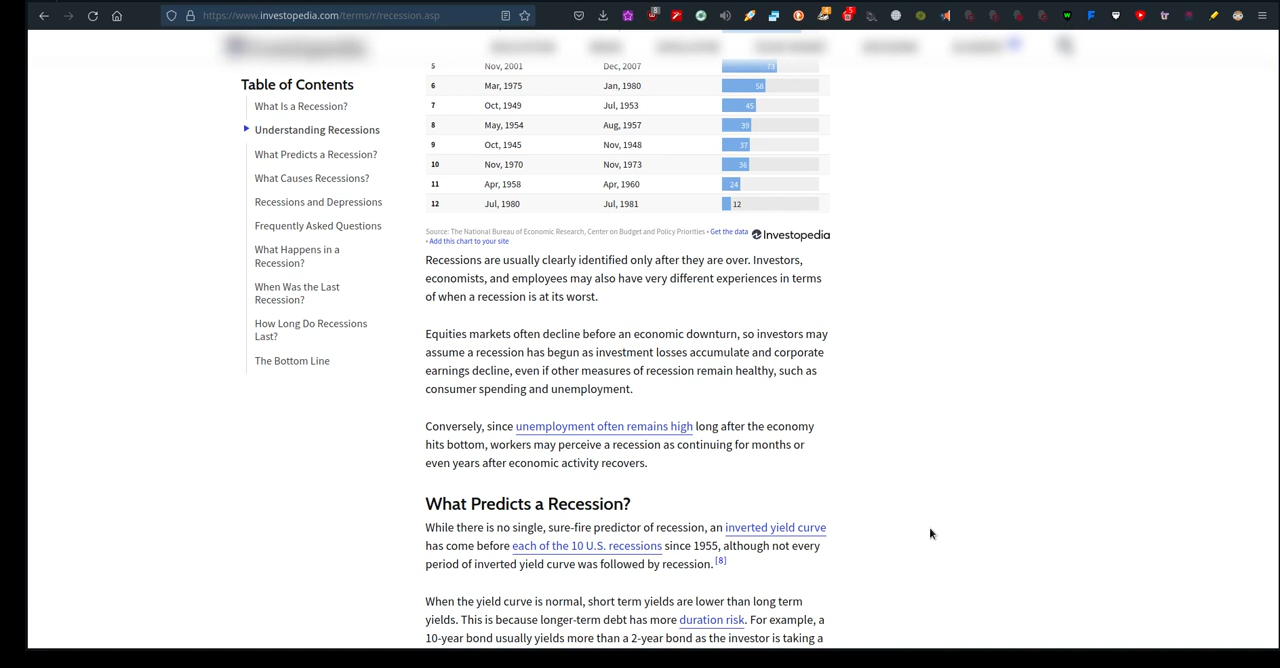 https://www.investopedia.com/terms/r/recession.asp
8
4
5
Table of Contents
What Is a Recession?
Understanding Recessions
What Predicts a Recession?
What Causes Recessions?
Recessions and Depressions
Frequently Asked Questions
What Happens in a
Recession?
When Was the Last
Recession?
How Long Do Recessions
Last?
The Bottom Line
5 Nov, 2001 Dec, 2007 73
6 Mar, 1975 Jan, 1980 58
7 Oct, 1949 Jul, 1953 45
8 May, 1954 Aug, 1957 39
9 Oct, 1945 Nov, 1948 37
10 Nov, 1970 Nov, 1973 36
11 Apr, 1958 Apr, 1960 24
12 Jul, 1980 Jul, 1981 12
Source: The National Bureau of Economic Research, Center on Budget and Policy Priorities • Get the data
• Add this chart to your site
Investopedia
Recessions are usually clearly identified only after they are over. Investors,
economists, and employees may also have very different experiences in terms
of when a recession is at its worst.
Equities markets often decline before an economic downturn, so investors may
assume a recession has begun as investment losses accumulate and corporate
earnings decline, even if other measures of recession remain healthy, such as
consumer spending and unemployment.
Conversely, since unemployment often remains high long after the economy
hits bottom, workers may perceive a recession as continuing for months or
even years after economic activity recovers.
What Predicts a Recession?
While there is no single, sure-fire predictor of recession, an inverted yield curve
has come before each of the 10 U.S. recessions since 1955, although not every
period of inverted yield curve was followed by recession. [8]
When the yield curve is normal, short term yields are lower than long term
yields. This is because longer-term debt has more duration risk. For example, a
10-year bond usually yields more than a 2-year bond as the investor is taking a